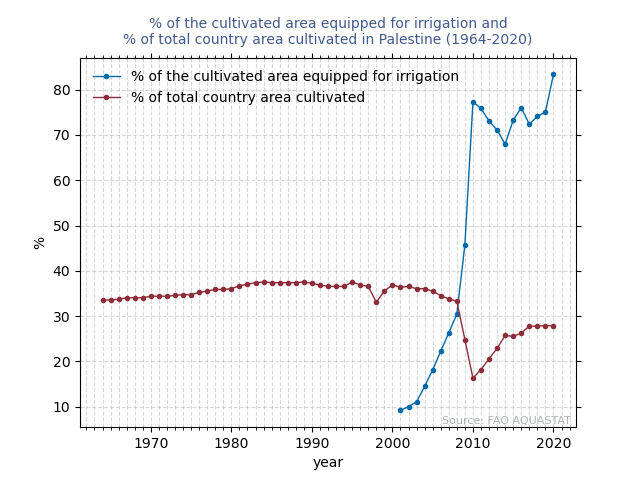 % of the cultivated area equipped for irrigation and
% of total country area cultivated in Palestine (1964-2020)
% of the cultivated area equipped for irrigation
% of total country area cultivated
80
70
60
50
40
30
20
10
%
Source: FAO AQUASTAT
1970 1980 1990 2000 2010 2020
year